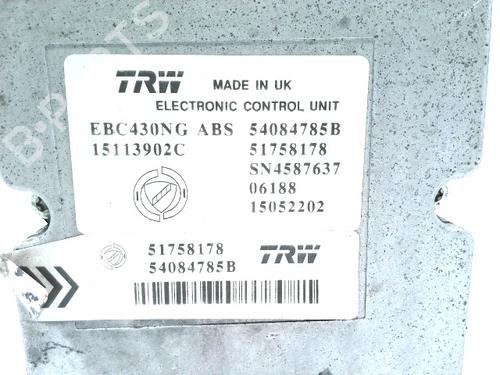 B-PARTS
TRW MADE IN UK
ELECTRONIC CONTROL UNIT
EBC430NG ABS 54084785B
15113902C 51758178
SN4587637
06188
15052202
51758178 TRW
54084785B